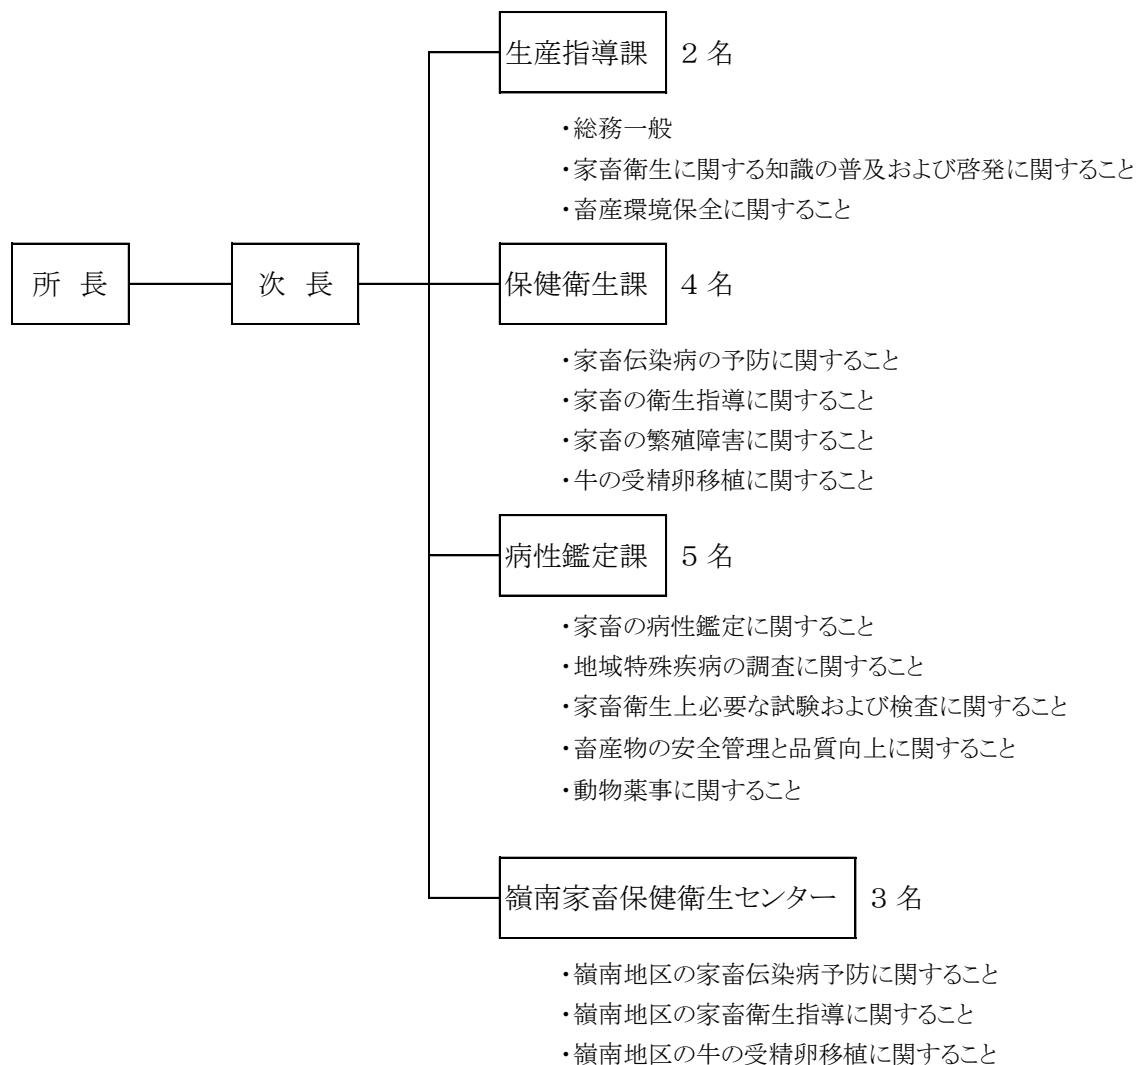 生産指導課 2 名
・総務一般
・家畜衛生に関する知識の普及および啓発に関すること
・畜産環境保全に関すること
所 長
次 長
保健衛生課 4 名
・家畜伝染病の予防に関すること
・家畜の衛生指導に関すること
・家畜の繁殖障害に関すること
・牛の受精卵移植に関すること
病性鑑定課 5 名
・家畜の病性鑑定に関すること
・地域特殊疾病の調査に関すること
・家畜衛生上必要な試験および検査に関すること
・畜産物の安全管理と品質向上に関すること
・動物薬事に関すること
嶺南家畜保健衛生センター 3 名
・嶺南地区の家畜伝染病予防に関すること
・嶺南地区の家畜衛生指導に関すること
・嶺南地区の牛の受精卵移植に関すること